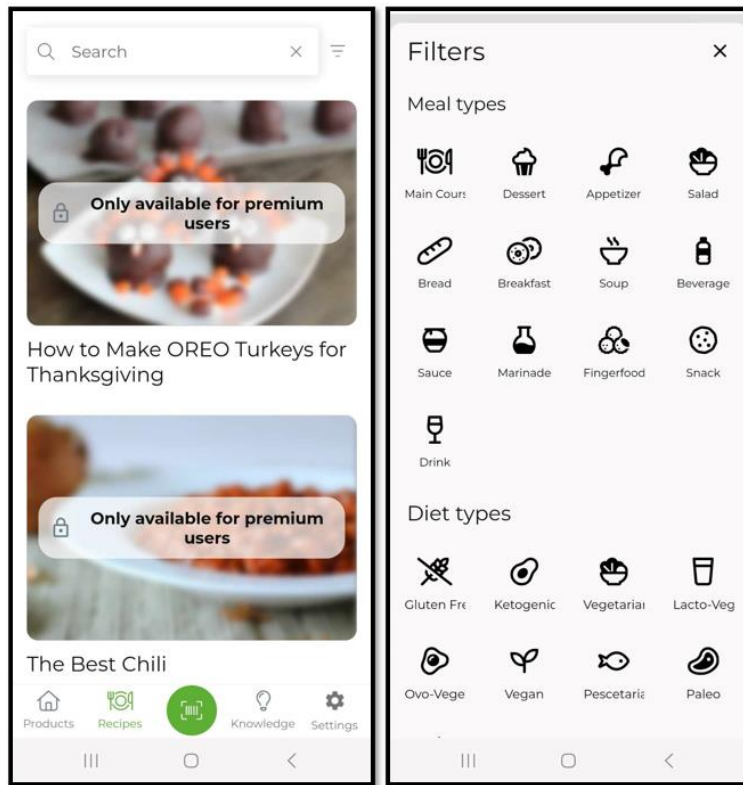 Search
Only available for premium
users
How to Make OREO Turkeys for
Thanksgiving
Only available for premium
users
The Best Chili
Products Recipes Knowledge Settings
Filters
Meal types
Main Cours Dessert Appetizer Salad
Bread Breakfast Soup Beverage
Sauce Marinade Fingerfood Snack
Drink
Diet types
Gluten Fre Ketogenic Vegetarian Lacto-Veg
Ovo-Vege Vegan Pescetaria Paleo